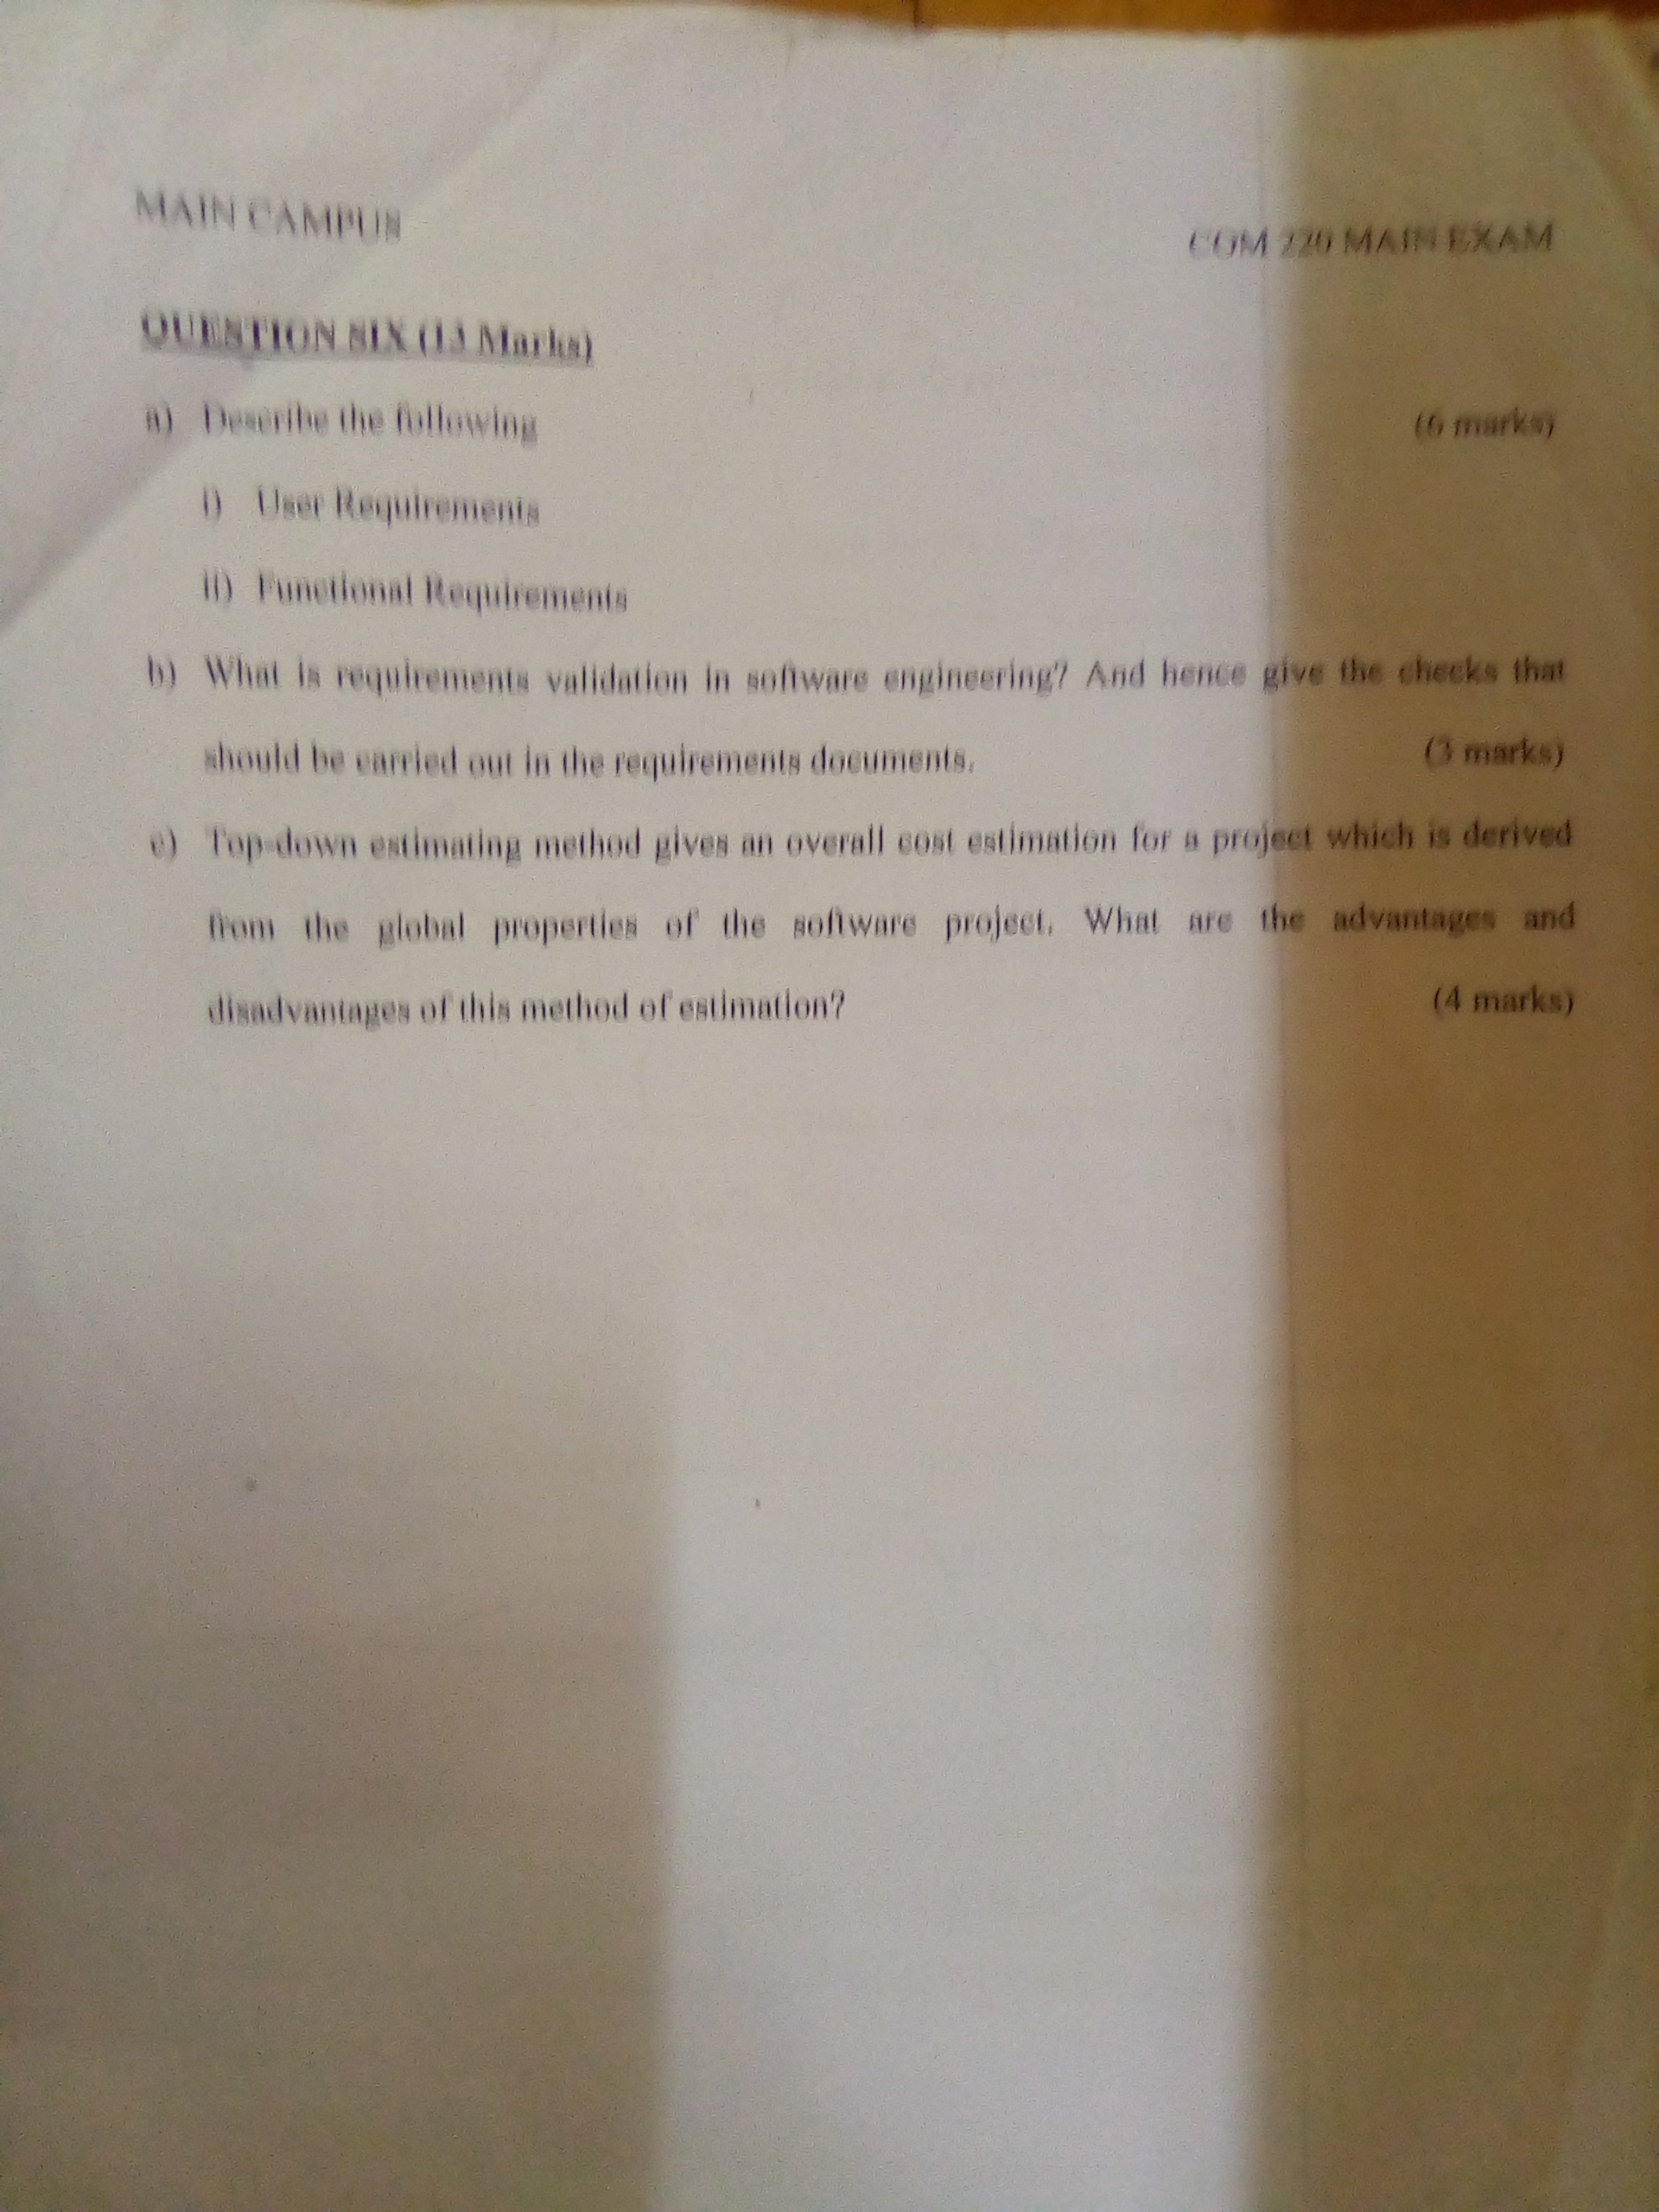 MAIN CAMPUS
COM 220 MAIN EXAM
QUESTION SIX (13 Marks)
a) Describe the following (6 marks)
i) User Requirements
ii) Functional Requirements
b) What is requirements validation in software engineering? And hence give the checks that
should be carried out in the requirements documents. (3 marks)
c) Top-down estimating method gives an overall cost estimation for a project which is derived
from the global properties of the software project. What are the advantages and
disadvantages of this method of estimation? (4 marks)